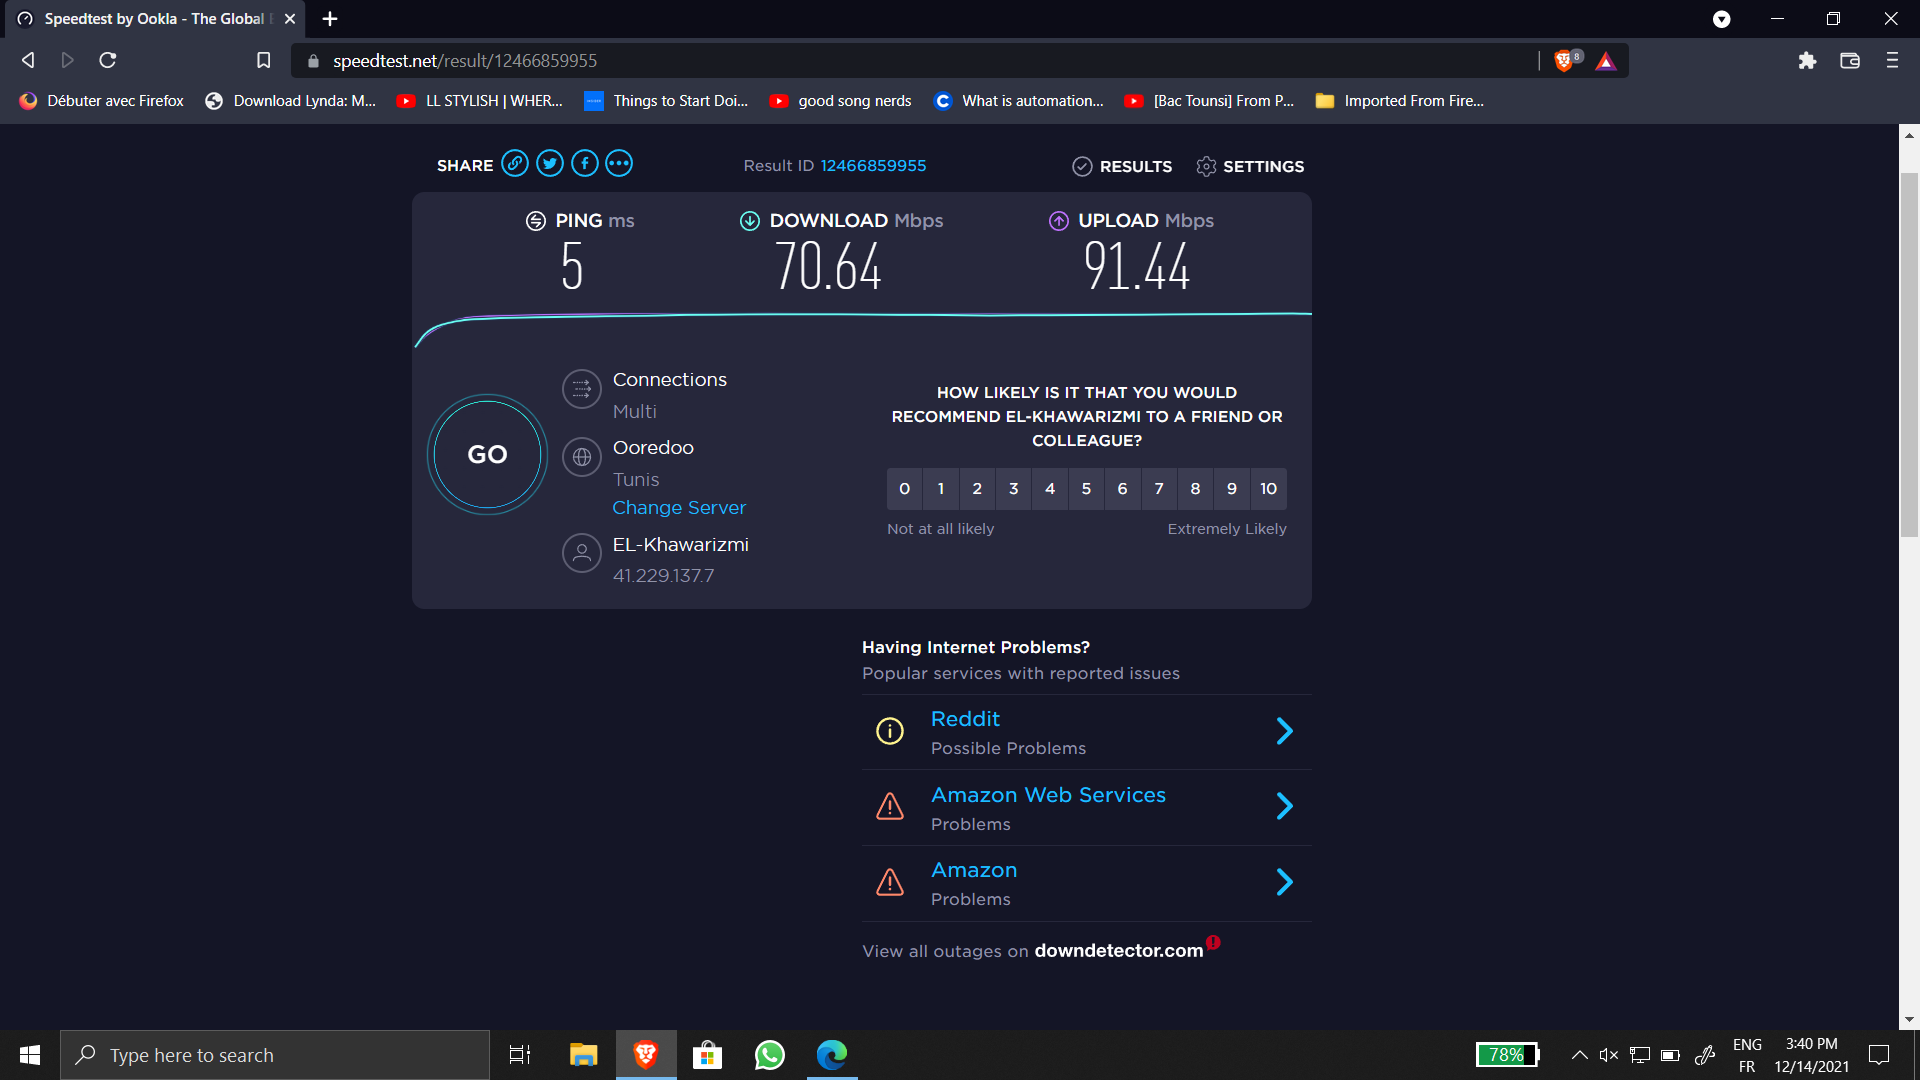 Speedtest by Ookla - The Global
speedtest.net/result/12466859955
8
Débuter avec Firefox
Download Lynda: M...
LL STYLISH | WHER...
Things to Start Doi...
good song nerds
What is automation...
[Bac Tounsi] From P...
Imported From Fire...
SHARE
Result ID 12466859955
RESULTS
SETTINGS
PING ms
5
DOWNLOAD Mbps
70.64
UPLOAD Mbps
91.44
GO
Connections
Multi
Ooredoo
Tunis
Change Server
EL-Khawarizmi
41.229.137.7
HOW LIKELY IS IT THAT YOU WOULD
RECOMMEND EL-KHAWARIZMI TO A FRIEND OR
COLLEAGUE?
0 1 2 3 4 5 6 7 8 9 10
Not at all likely
Extremely Likely
Having Internet Problems?
Popular services with reported issues
Reddit
Possible Problems
Amazon Web Services
Problems
Amazon
Problems
View all outages on downdetector.com
Type here to search
78%
ENG
FR
3:40 PM
12/14/2021